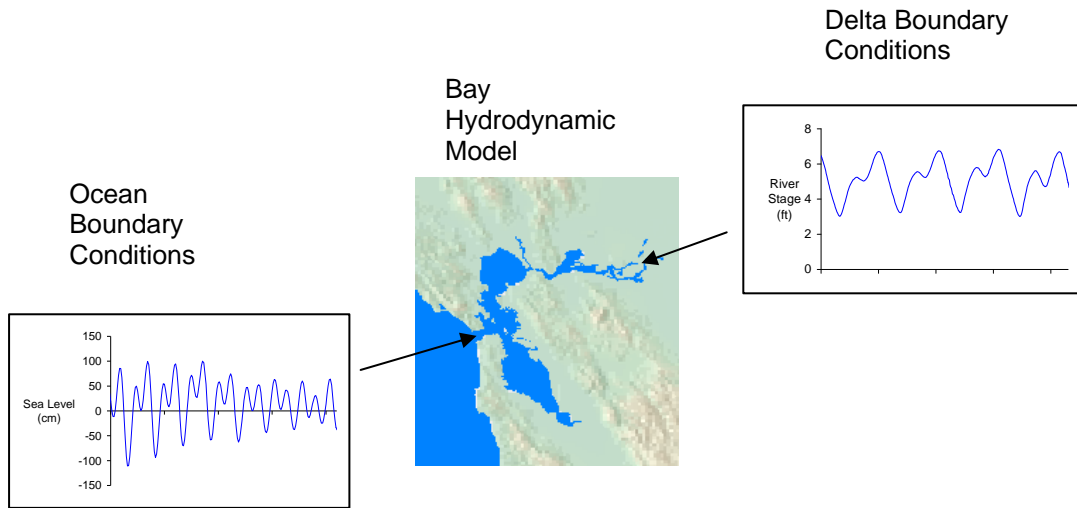 Delta Boundary
Conditions
Bay
Hydrodynamic
Model
Ocean
Boundary
Conditions
8
6
4
2
0
River
Stage
(ft)
150
100
50
0
-50
-100
-150
Sea Level
(cm)